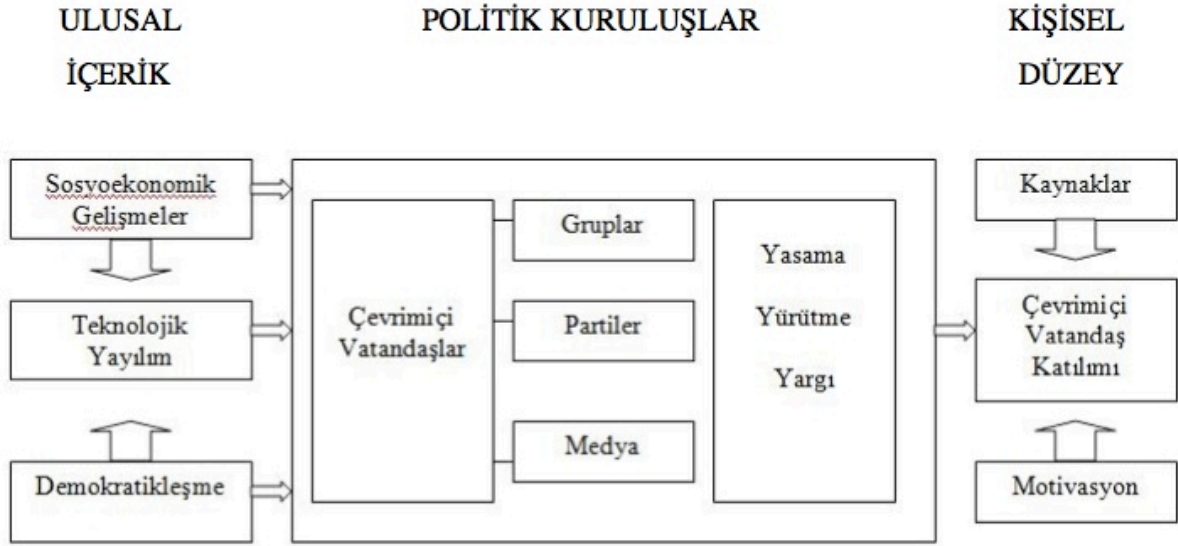 ULUSAL
İÇERİK
POLİTİK KURULUŞLAR
KİŞİSEL
DÜZEY
Sosyoekonomik
Gelişmeler
Teknolojik
Yayılım
Demokratikleşme
Çevrimiçi
Vatandaşlar
Gruplar
Partiler
Medya
Yasama
Yürütme
Yargı
Kaynaklar
Çevrimiçi
Vatandaş
Katılımı
Motivasyon